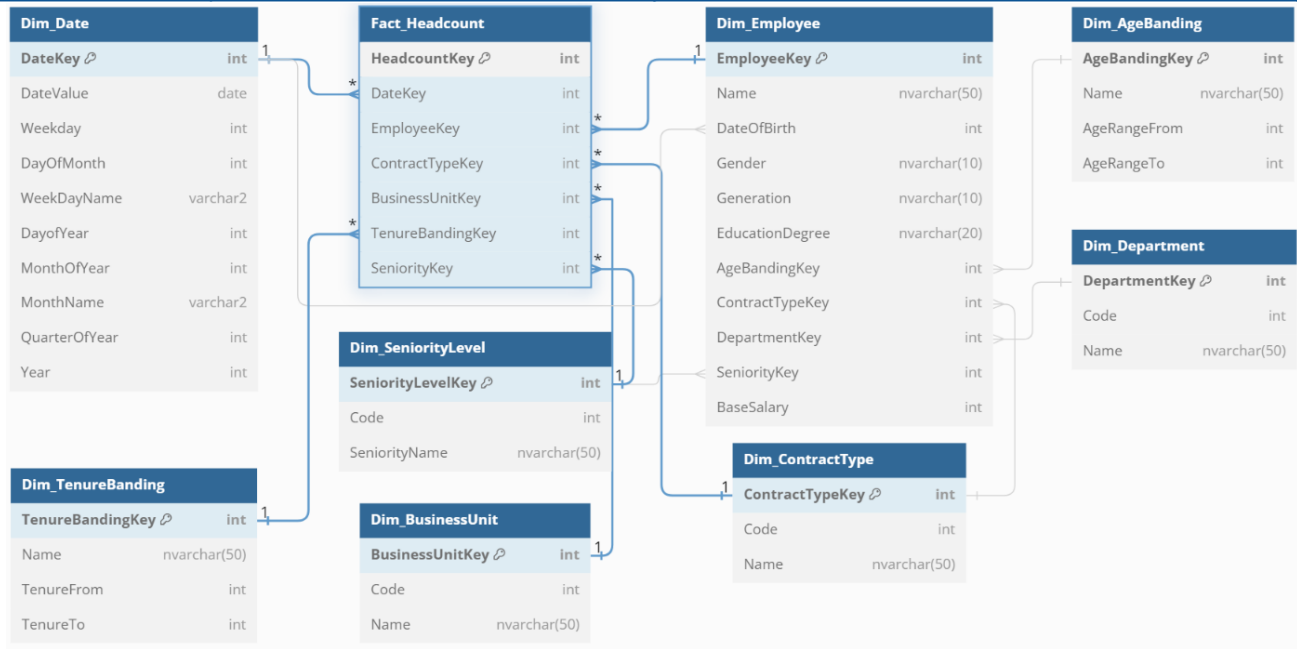 Dim_Date
DateKey int
DateValue date
Weekday int
DayOfMonth int
WeekDayName varchar2
DayofYear int
MonthOfYear int
MonthName varchar2
QuarterOfYear int
Year int
1
*
Fact_Headcount
HeadcountKey int
DateKey int
EmployeeKey int
ContractTypeKey int
BusinessUnitKey int
TenureBandingKey int
SeniorityKey int
*
*
*
*
*
1
Dim_Employee
EmployeeKey int
Name nvarchar(50)
DateOfBirth int
Gender nvarchar(10)
Generation nvarchar(10)
EducationDegree nvarchar(20)
AgeBandingKey int
ContractTypeKey int
DepartmentKey int
SeniorityKey int
BaseSalary int
Dim_AgeBanding
AgeBandingKey int
Name nvarchar(50)
AgeRangeFrom int
AgeRangeTo int
Dim_Department
DepartmentKey int
Code int
Name nvarchar(50)
Dim_SeniorityLevel
SeniorityLevelKey int
Code int
SeniorityName nvarchar(50)
1
Dim_ContractType
1
ContractTypeKey int
Code int
Name nvarchar(50)
Dim_TenureBanding
TenureBandingKey int
Name nvarchar(50)
TenureFrom int
TenureTo int
1
Dim_BusinessUnit
BusinessUnitKey int
Code int
Name nvarchar(50)
1